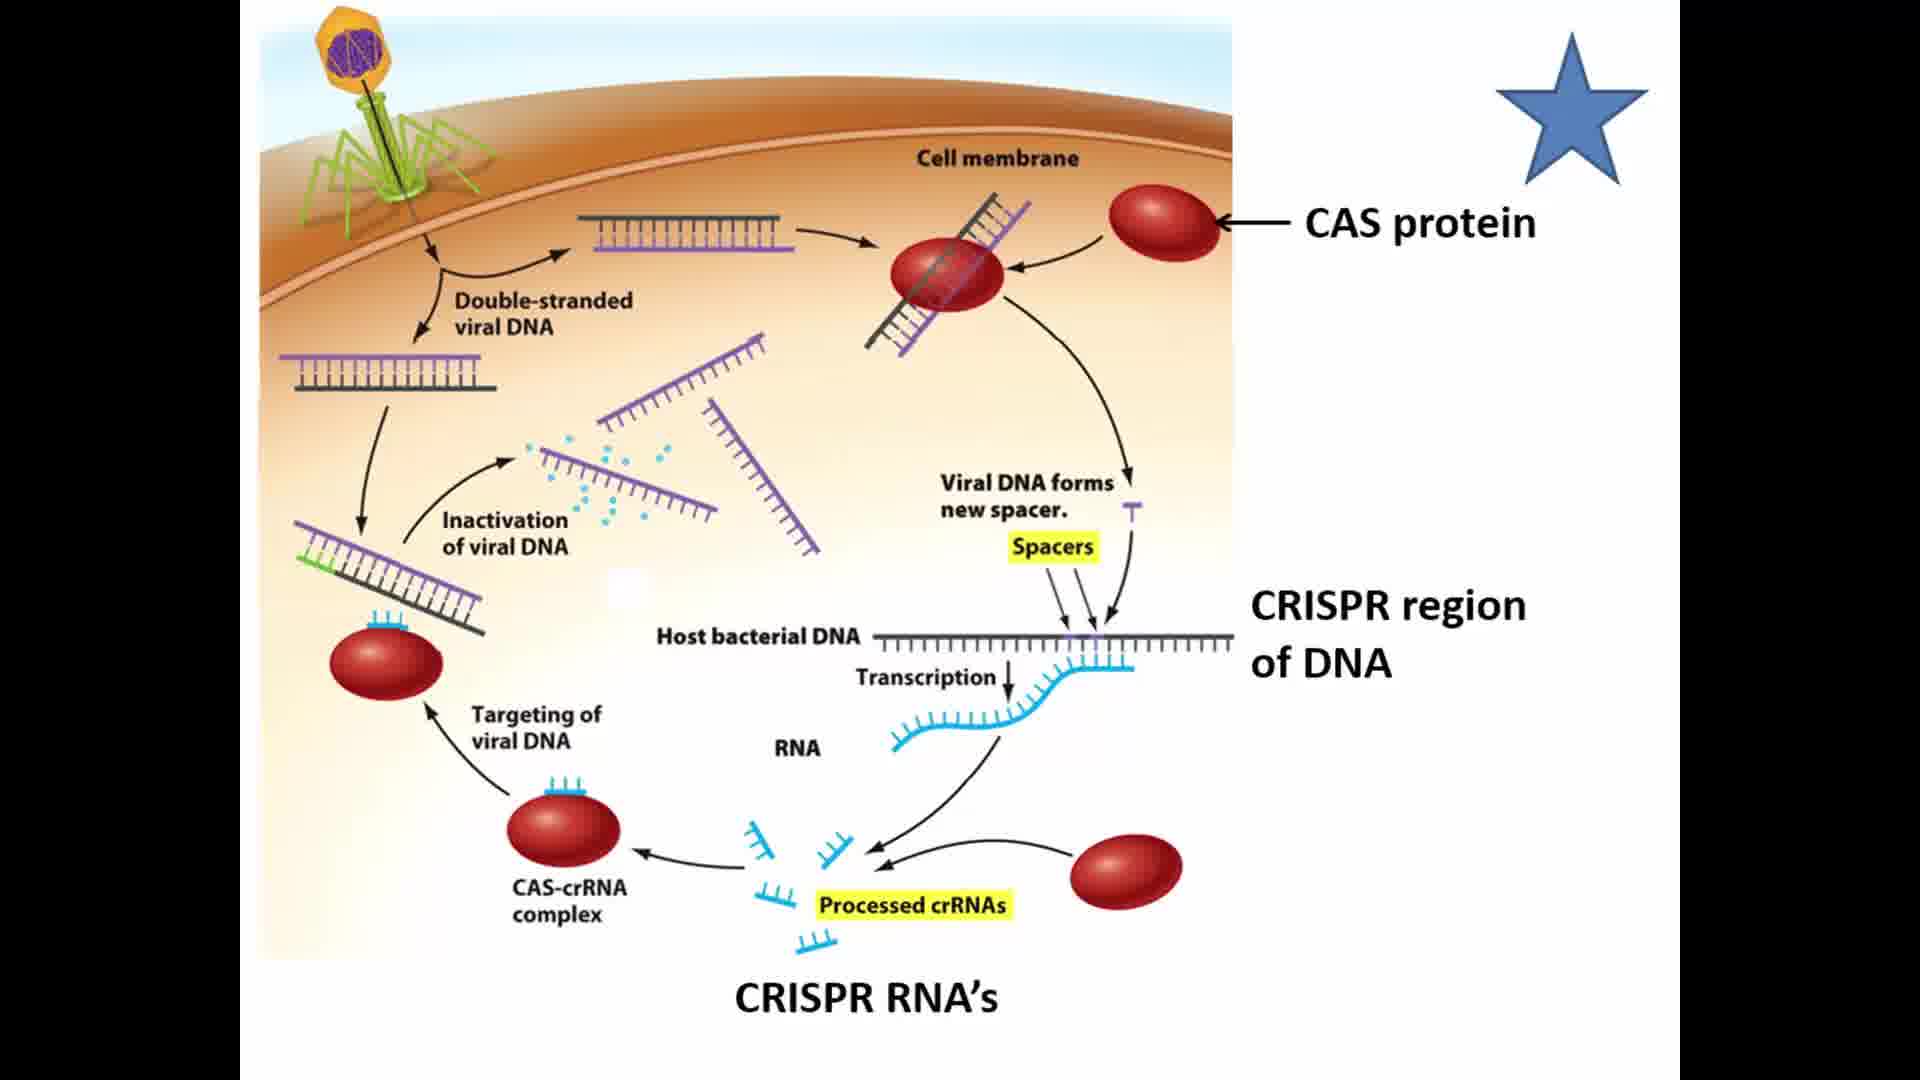 Cell membrane
CAS protein
Double-stranded
viral DNA
Viral DNA forms
new spacer.
Inactivation
of viral DNA
Spacers
CRISPR region
of DNA
Host bacterial DNA
Transcription
Targeting of
viral DNA
RNA
CAS-crRNA
complex
Processed crRNAs
CRISPR RNA’s